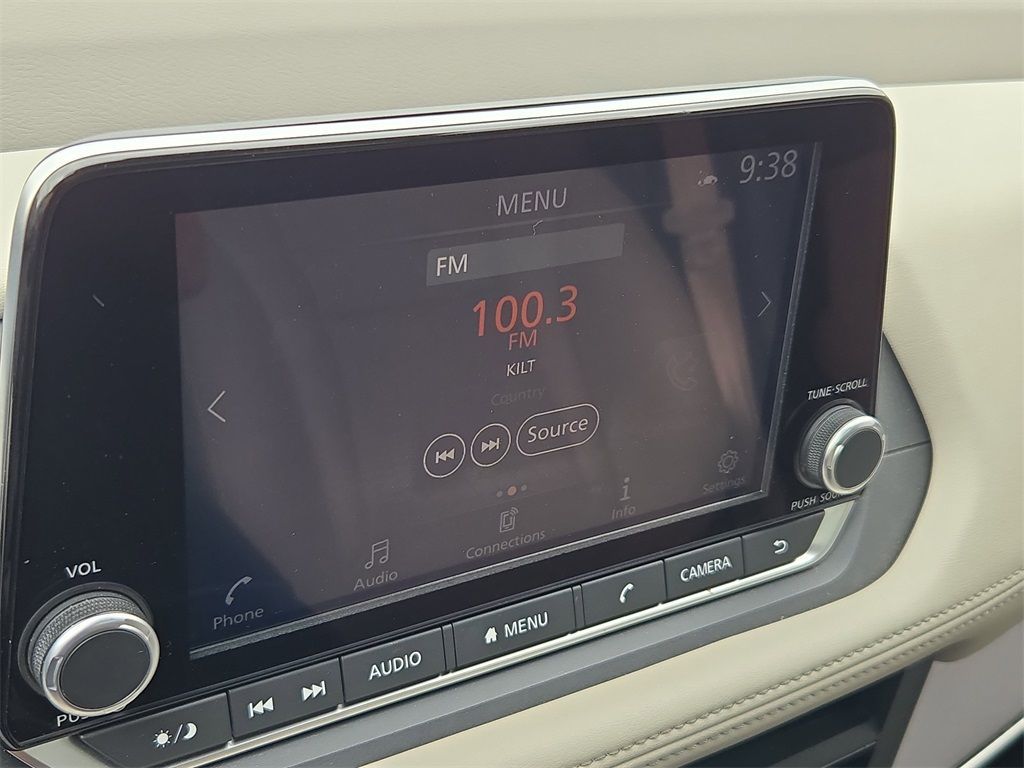 9:38
MENU
FM
100.3
FM
KILT
Country
Source
Phone
Audio
Connections
Info
Settings
TUNE·SCROLL
PUSH
VOL
AUDIO
MENU
CAMERA